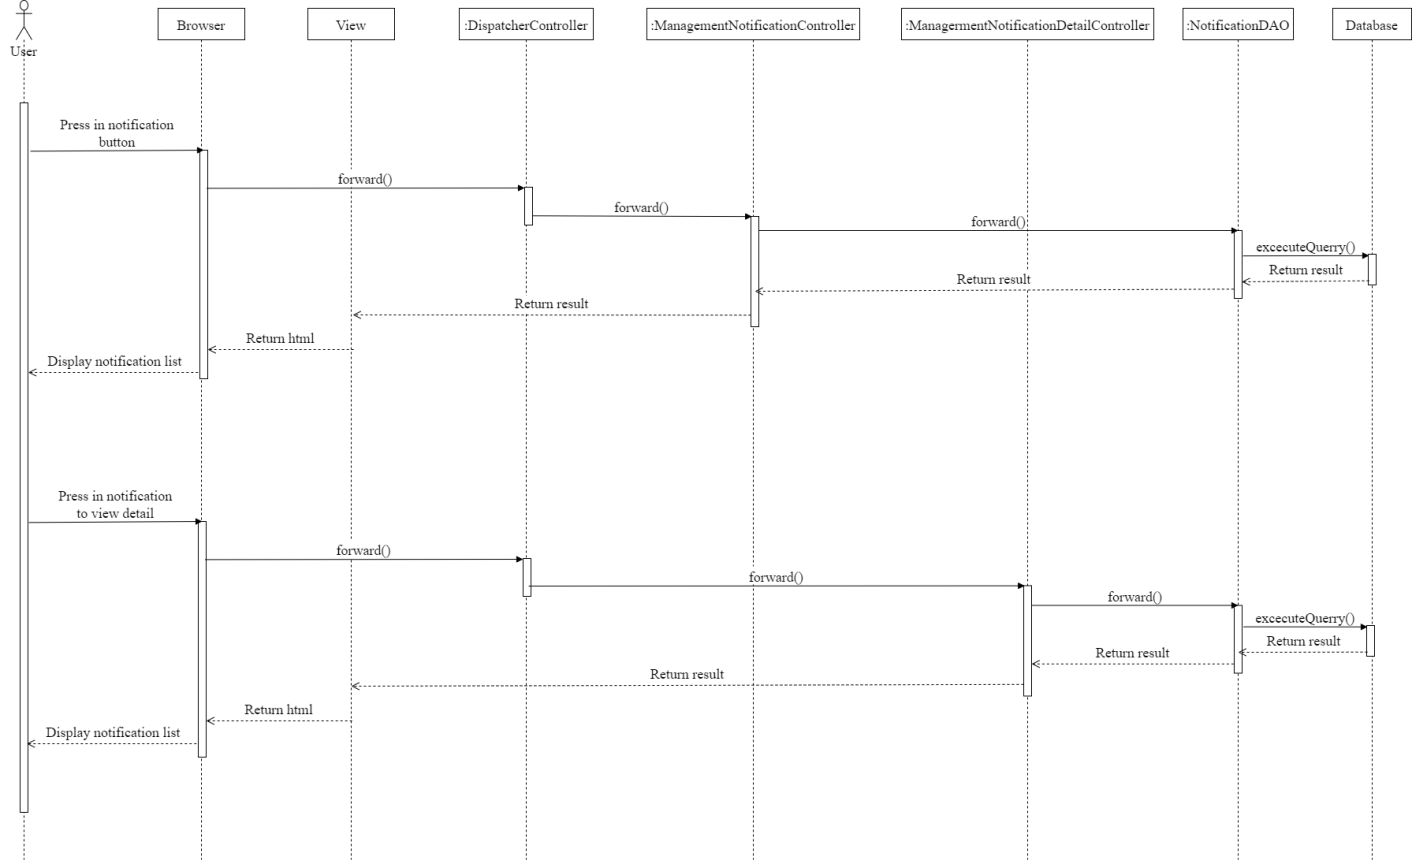 User
Browser
View
:DispatcherController
:ManagementNotificationController
:ManagermentNotificationDetailController
:NotificationDAO
Database
Press in notification
button
forward()
forward()
forward()
excecuteQuerry()
Return result
Return result
Return result
Return html
Display notification list
Press in notification
to view detail
forward()
forward()
forward()
excecuteQuerry()
Return result
Return result
Return result
Return html
Display notification list